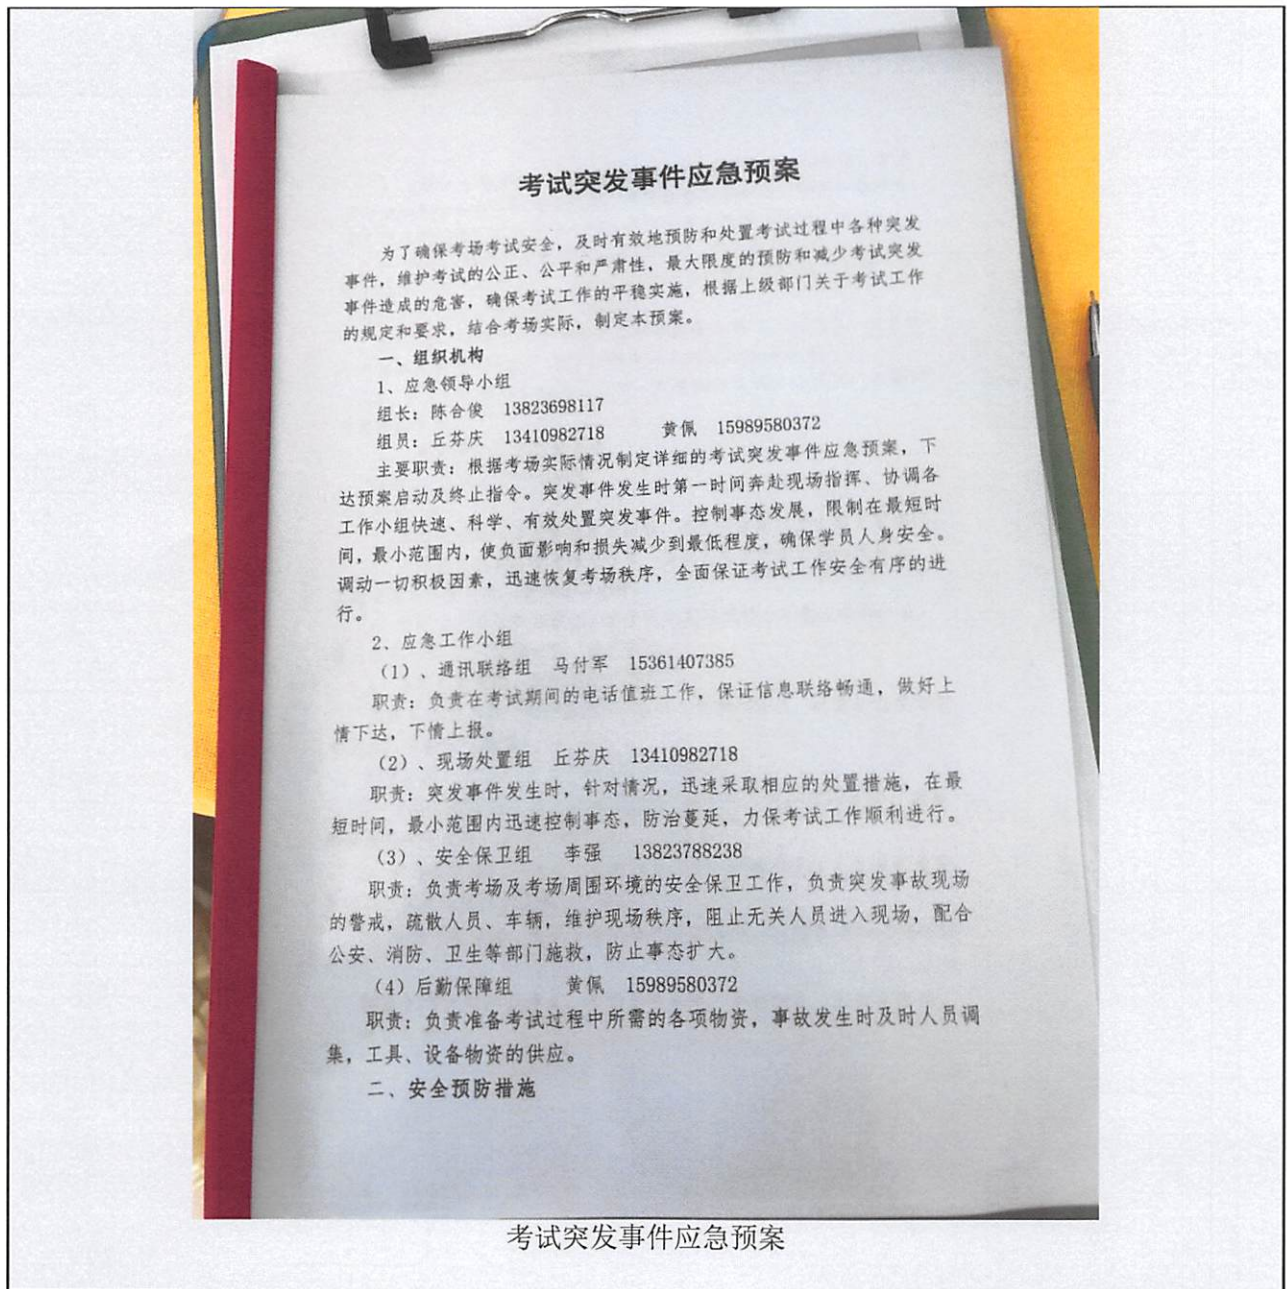 考试突发事件应急预案
为了确保考场考试安全，及时有效地预防和处置考试过程中各种突发
事件，维护考试的公正、公平和严肃性，最大限度的预防和减少考试突发
事件造成的危害，确保考试工作的平稳实施，根据上级部门关于考试工作
的规定和要求，结合考场实际，制定本预案。
一、组织机构
1、应急领导小组
组长：陈合俊 13823698117
组员：丘芬庆 13410982718 黄佩 15989580372
主要职责：根据考场实际情况制定详细的考试突发事件应急预案，下
达预案启动及终止指令。突发事件发生时第一时间奔赴现场指挥、协调各
工作小组快速、科学、有效处置突发事件。控制事态发展，限制在最短时
间，最小范围内，使负面影响和损失减少到最低程度，确保学员人身安全。
调动一切积极因素，迅速恢复考场秩序，全面保证考试工作安全有序的进
行。
2、应急工作小组
（1）、通讯联络组 马付军 15361407385
职责：负责在考试期间的电话值班工作，保证信息联络畅通，做好上
情下达，下情上报。
（2）、现场处置组 丘芬庆 13410982718
职责：突发事件发生时，针对情况，迅速采取相应的处置措施，在最
短时间，最小范围内迅速控制事态，防治蔓延，力保考试工作顺利进行。
（3）、安全保卫组 李强 13823788238
职责：负责考场及考场周围环境的安全保卫工作，负责突发事故现场
的警戒，疏散人员、车辆，维护现场秩序，阻止无关人员进入现场，配合
公安、消防、卫生等部门施救，防止事态扩大。
（4）后勤保障组 黄佩 15989580372
职责：负责准备考试过程中所需的各项物资，事故发生时及时人员调
集，工具、设备物资的供应。
二、安全预防措施
考试突发事件应急预案